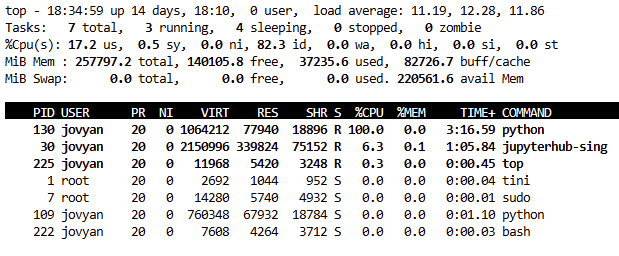 top - 18:34:59 up 14 days, 18:10,  0 user,  load average: 11.19, 12.28, 11.86
Tasks:   7 total,   3 running,   4 sleeping,   0 stopped,   0 zombie
%Cpu(s): 17.2 us,  0.5 sy,  0.0 ni, 82.3 id,  0.0 wa,  0.0 hi,  0.0 si,  0.0 st
MiB Mem : 257797.2 total, 140105.8 free,  37235.6 used,  82726.7 buff/cache
MiB Swap:      0.0 total,      0.0 free,      0.0 used. 220561.6 avail Mem
PID USER      PR  NI    VIRT    RES    SHR S  %CPU  %MEM     TIME+ COMMAND
130 jovyan    20   0 1064212  77940  18896 R 100.0   0.0   3:16.59 python
30 jovyan    20   0 2150996 339824  75152 R   6.3   0.1   1:05.84 jupyterhub-sing
225 jovyan    20   0   11968   5420   3248 R   0.3   0.0   0:00.45 top
1 root      20   0    2692   1044    952 S   0.0   0.0   0:00.04 tini
7 root      20   0   14280   5740   4932 S   0.0   0.0   0:00.01 sudo
109 jovyan    20   0  760348  67932  18784 S   0.0   0.0   0:01.10 python
222 jovyan    20   0    7608   4264   3712 S   0.0   0.0   0:00.03 bash